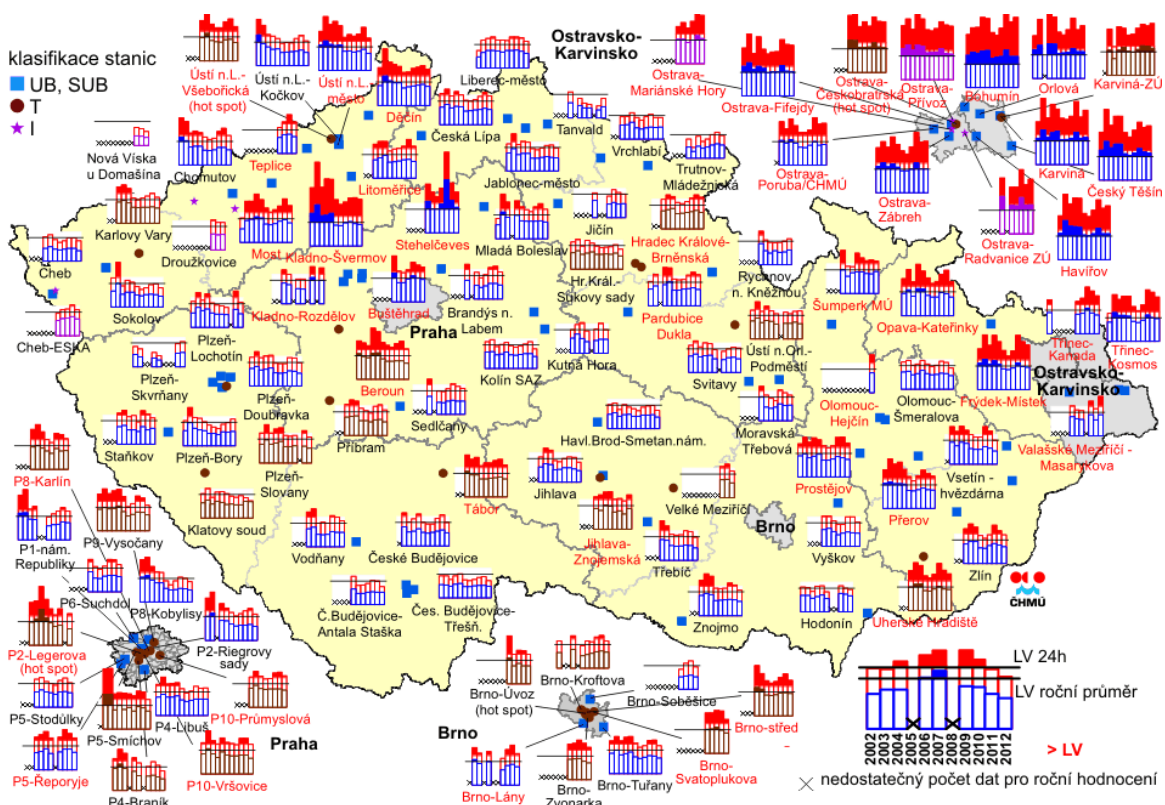 klasifikace stanic
UB, SUB
T
I
Ústí n.L.-
Všebořická
(hot spot)
Ústí n.L.-
Kočkov
Ústí n.L.
město
Děčín
Liberec-město
Česká Lípa
Tanvald
Vrchlabí
Trutnov-
Mládežnická
Nová Víska
u Domašína
Chomutov
Teplice
Litoměřice
Jablonec-město
Jičín
Karlovy Vary
Droužkovice
Most
Kladno-Švermov
Stehelčeves
Mladá Boleslav
Hr.Král.-
Sukovy sady
Hradec Králové-
Brněnská
Rychnov
n. Kněžnou
Cheb
Sokolov
Cheb-ESKA
Kladno-Rozdělov
Buštěhrad
Praha
Brandýs n.
Labem
Kutná Hora
Pardubice
Dukla
Ústí n.Orl.-
Podměstí
Šumperk MÚ
Opava-Kateřinky
Plzeň-
Lochotín
Plzeň-
Skvrňany
Plzeň-
Doubravka
Beroun
Kolín SAZ
Sedlčany
Příbram
Svitavy
Moravská
Třebová
Olomouc-
Hejčín
Olomouc-
Šmeralova
Frýdek-Místek
Třinec-
Kanada
Třinec-
Kosmos
Ostravsko-
Karvinsko
Valašské Meziříčí -
Masarykova
Staňkov
Plzeň-Bory
Plzeň-
Slovany
Klatovy soud
Havl.Brod-Smetan.nám.
Jihlava
Tábor
Velké Meziříčí
Prostějov
Přerov
Vsetín -
hvězdárna
Vodňany
České Budějovice
Č.Budějovice-
Antala Staška
Čes. Budějovice-
Třešň.
Jihlava-
Znojemská
Třebíč
Brno
Vyškov
Zlín
Znojmo
Hodonín
Uherské Hradiště
ČHMÚ
Ostravsko-
Karvinsko
Ostrava-
Mariánské Hory
Ostrava-Fifejdy
Ostrava-
Českobratrská
(hot spot)
Ostrava-
Přívoz
Bohumín
Orlová
Karviná-ZÚ
Ostrava-
Poruba/CHMÚ
Ostrava-
Zábřeh
Ostrava-
Radvanice ZÚ
Havířov
Karviná
Český Těšín
P8-Karlín
P1-nám.
Republiky
P9-Vysočany
P6-Suchdol
P8-Kobylisy
P2-Legerova
(hot spot)
P2-Riegrovy
sady
P5-Stodůlky
P5-Smíchov
P4-Libuš
P10-Průmyslová
P5-Řeporyje
P4-Braník
P10-Vršovice
Praha
Brno-Úvoz
(hot spot)
Brno-Kroftova
Brno-Soběšice
Brno-střed
-
Brno-
Svatoplukova
Brno
Brno-Lány
Brno-
Zvonařka
Brno-Tuřany
LV 24h
LV roční průměr
2002
2003
2004
2005
2006
2007
2008
2009
2010
2011
2012
> LV
nedostatečný počet dat pro roční hodnocení